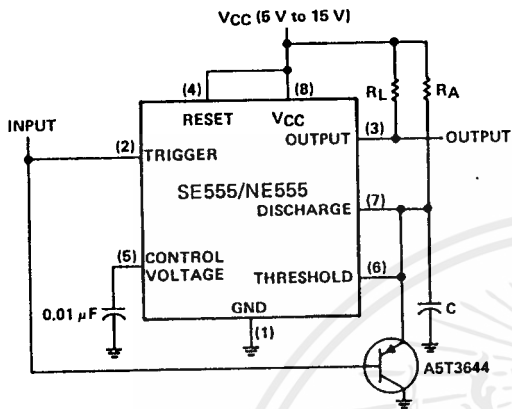 VCC (5 V to 15 V)
(4)
(8)
RL
RA
RESET
VCC
INPUT
OUTPUT
(3)
OUTPUT
(2)
TRIGGER
SE555/NE555
DISCHARGE
(7)
(5)
CONTROL
VOLTAGE
THRESHOLD
(6)
0.01 μF
GND
(1)
C
A5T3644